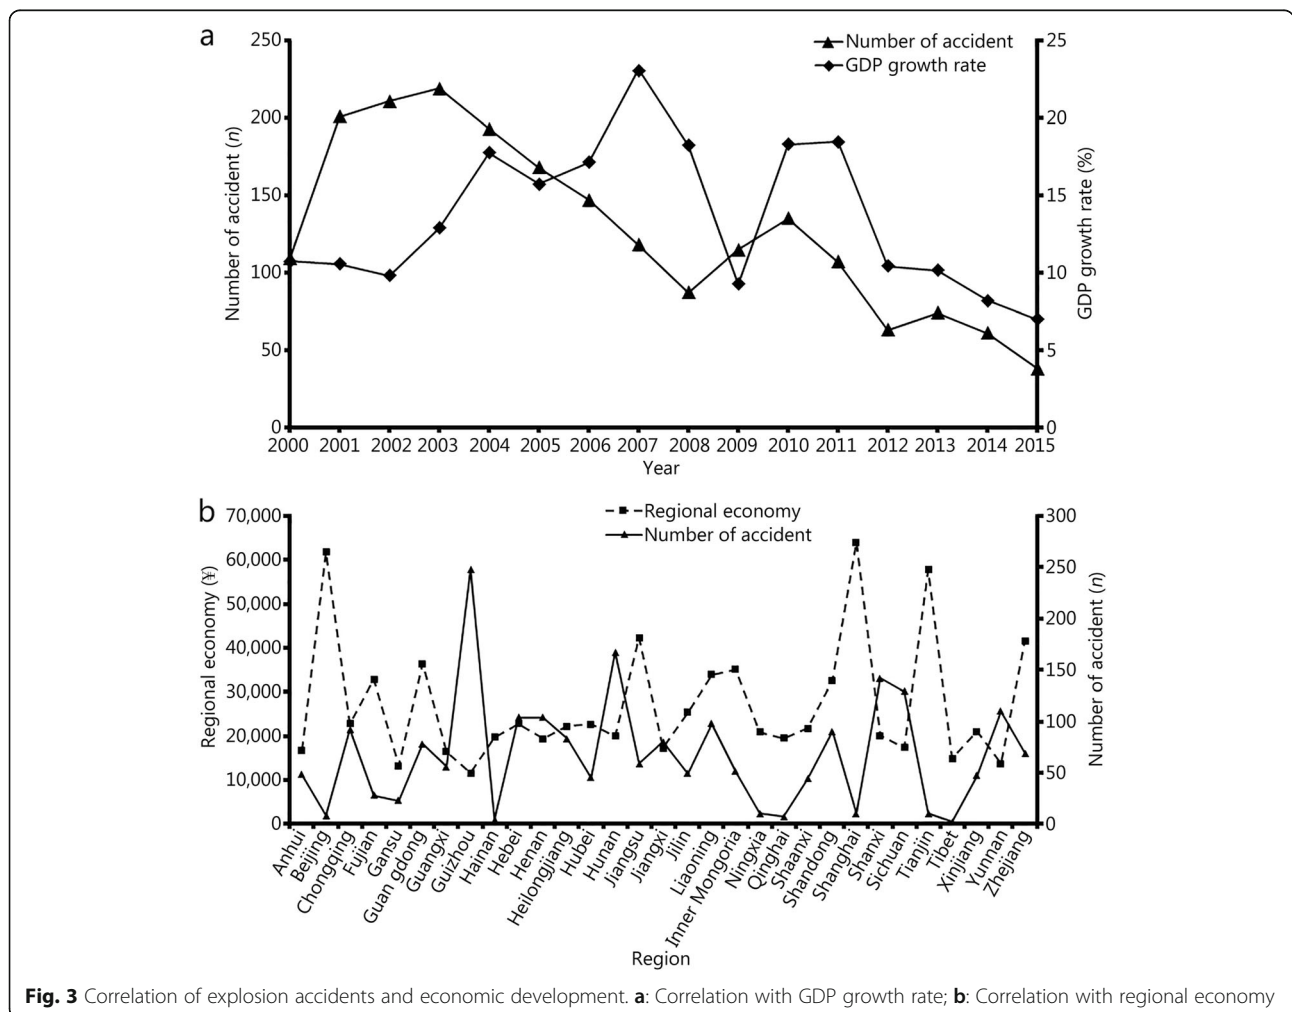 a
Number of accident
GDP growth rate
Number of accident (n)
250
200
150
100
50
0
GDP growth rate (%)
25
20
15
10
5
0
2000 2001 2002 2003 2004 2005 2006 2007 2008 2009 2010 2011 2012 2013 2014 2015
Year
b
Regional economy
Number of accident
Regional economy (¥)
70,000
60,000
50,000
40,000
30,000
20,000
10,000
0
Number of accident (n)
300
250
200
150
100
50
0
Anhui
Beijing
Chongqing
Fujian
Gansu
Guan gdong
Guangxi
Guizhou
Hainan
Hebei
Henan
Heilongjiang
Hubei
Hunan
Jiangsu
Jiangxi
Jilin
Liaoning
Inner Mongoria
Ningxia
Qinghai
Shaanxi
Shandong
Shanghai
Shanxi
Sichuan
Tianjin
Tibet
Xinjiang
Yunnan
Zhejiang
Region
Fig. 3 Correlation of explosion accidents and economic development. a: Correlation with GDP growth rate; b: Correlation with regional economy